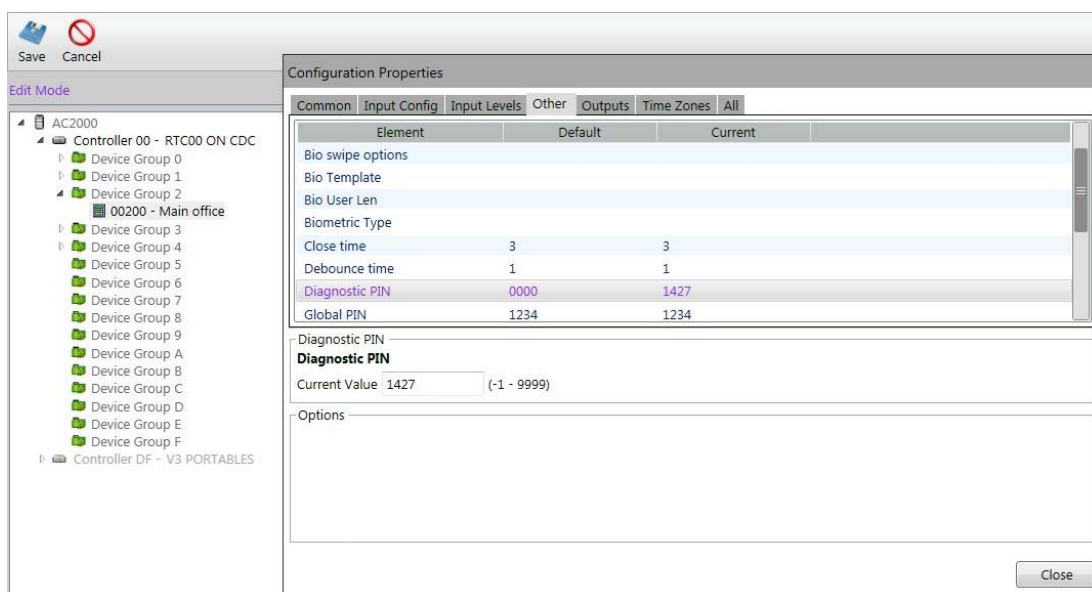 Save Cancel
Edit Mode
AC2000
Controller 00 - RTC00 ON CDC
Device Group 0
Device Group 1
Device Group 2
00200 - Main office
Device Group 3
Device Group 4
Device Group 5
Device Group 6
Device Group 7
Device Group 8
Device Group 9
Device Group A
Device Group B
Device Group C
Device Group D
Device Group E
Device Group F
Controller DF - V3 PORTABLES
Configuration Properties
Common Input Config Input Levels Other Outputs Time Zones All
Element Default Current
Bio swipe options
Bio Template
Bio User Len
Biometric Type
Close time 3 3
Debounce time 1 1
Diagnostic PIN 0000 1427
Global PIN 1234 1234
Diagnostic PIN
Diagnostic PIN
Current Value 1427 (-1 - 9999)
Options
Close